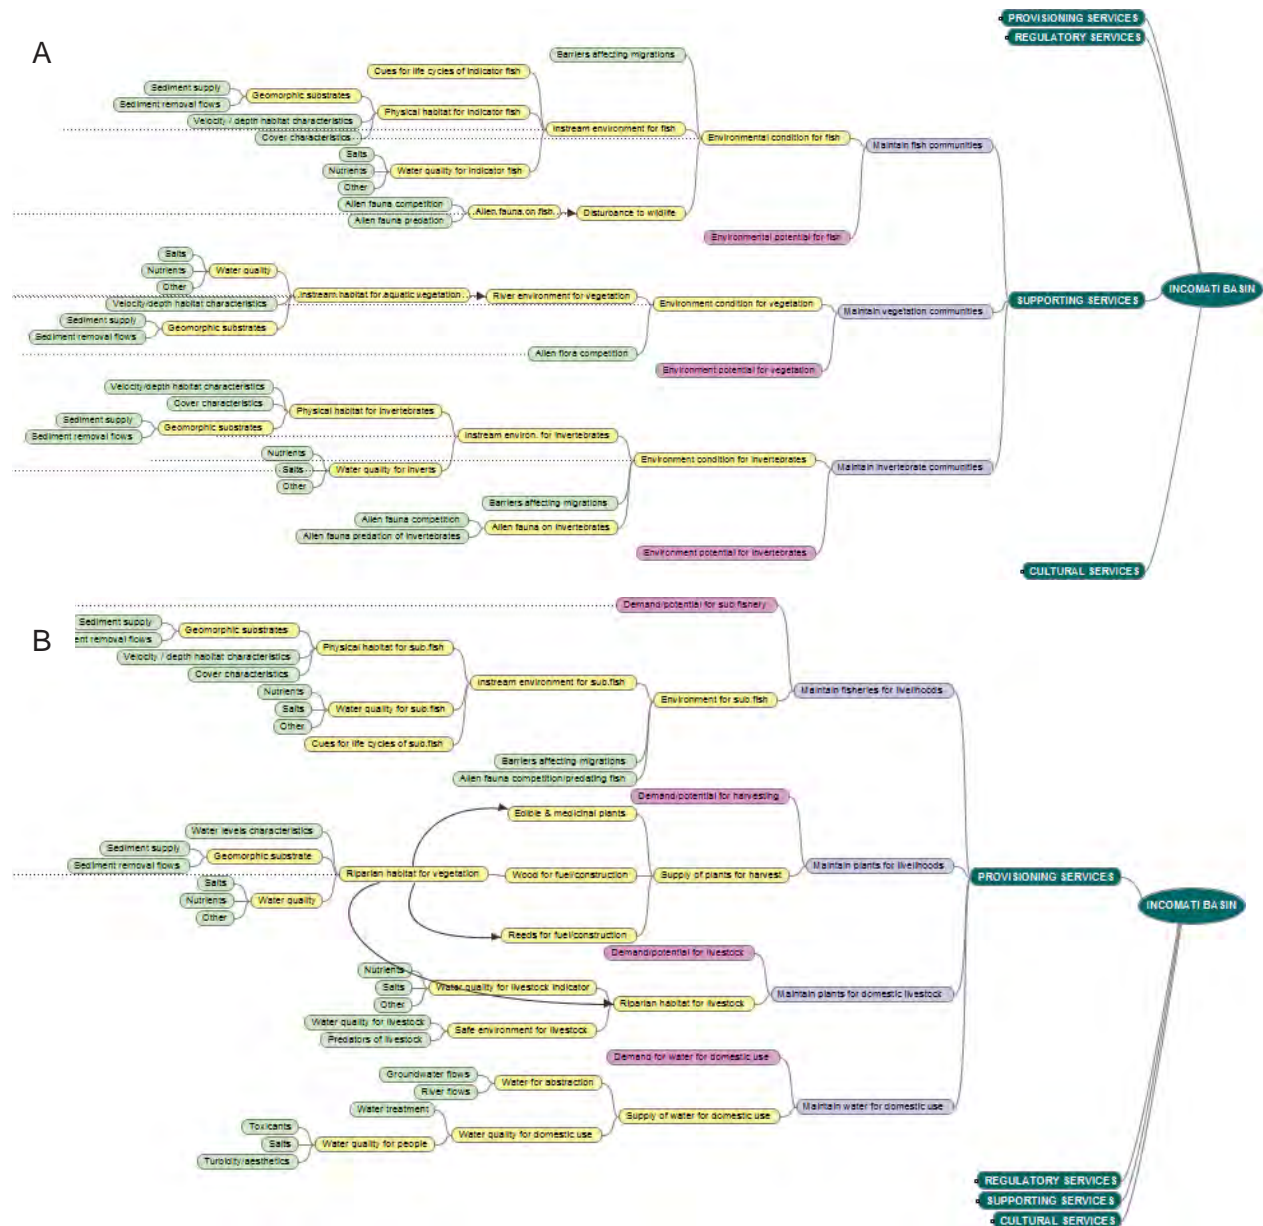 PROVISIONING SERVICES
REGULATORY SERVICES
A
Barriers affecting migrations
Cues for life cycles of indicator fish
Sediment supply
Geomorphic substrates
Sediment removal flows
Physical habitat for indicator fish
Velocity / depth habitat characteristics
Instream environment for fish
Cover characteristics
Environmental condition for fish
Maintain fish communities
Salts
Nutrients
Water quality for indicator fish
Other
Alien fauna competition
Alien fauna on fish
Disturbance to wildlife
Alien fauna predation
Environmental potential for fish
Salts
Nutrients
Water quality
Other
Instream habitat for aquatic vegetation
River environment for vegetation
INCOMATI BASIN
Velocity/depth habitat characteristics
Environment condition for vegetation
SUPPORTING SERVICES
Maintain vegetation communities
Sediment supply
Geomorphic substrates
Sediment removal flows
Alien flora competition
Environment potential for vegetation
Velocity/depth habitat characteristics
Cover characteristics
Physical habitat for invertebrates
Sediment supply
Geomorphic substrates
Sediment removal flows
Instream environ. for invertebrates
Nutrients
Environment condition for invertebrates
Salts
Water quality for inverts
Maintain invertebrate communities
Other
Barriers affecting migrations
Alien fauna competition
Alien fauna on invertebrates
Alien fauna predation of invertebrates
Environment potential for invertebrates
CULTURAL SERVICES
B
Demand/potential for sub.fishery
Sediment supply
Geomorphic substrates
ent removal flows
Physical habitat for sub.fish
Velocity / depth habitat characteristics
Cover characteristics
Instream environment for sub.fish
Maintain fisheries for livelihoods
Nutrients
Environment for sub.fish
Salts
Water quality for sub.fish
Other
Cues for life cycles of sub.fish
Barriers affecting migrations
Alien fauna competition/predating fish
Demand/potential for harvesting
Edible & medicinal plants
Water levels characteristics
Sediment supply
Geomorphic substrate
Sediment removal flows
Maintain plants for livelihoods
Riparian habitat for vegetation
Wood for fuel/construction
Supply of plants for harvest
PROVISIONING SERVICES
Salts
Nutrients
Water quality
Other
INCOMATI BASIN
Reeds for fuel/construction
Demand/potential for livestock
Nutrients
Salts
Water quality for livestock indicator
Other
Riparian habitat for livestock
Maintain plants for domestic livestock
Water quality for livestock
Safe environment for livestock
Predators of livestock
Demand for water for domestic use
Groundwater flows
Water for abstraction
River flows
Water treatment
Supply of water for domestic use
Maintain water for domestic use
Toxicants
Water quality for domestic use
Salts
Water quality for people
Turbidity/aesthetics
REGULATORY SERVICES
SUPPORTING SERVICES
CULTURAL SERVICES